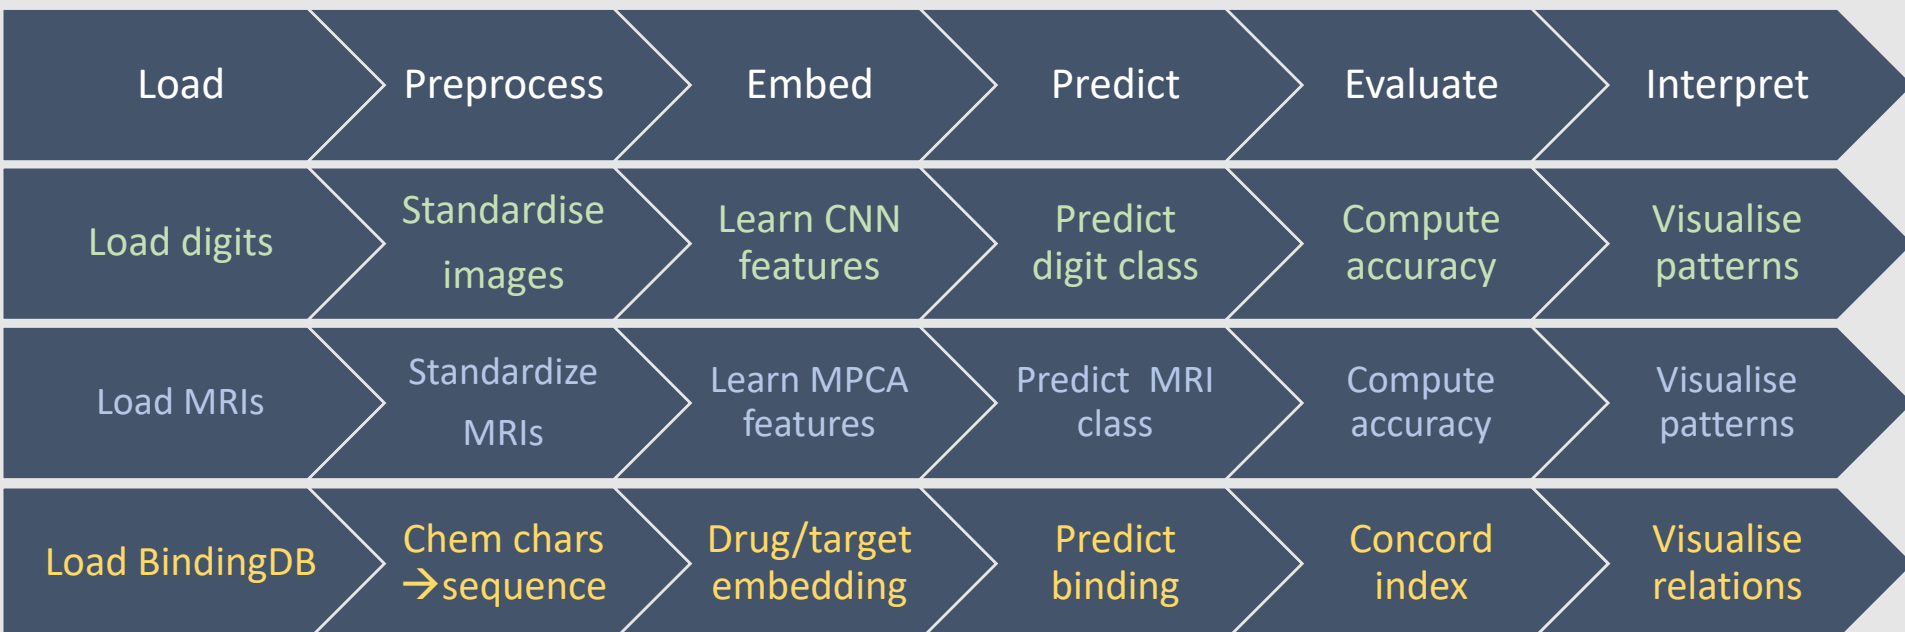 Load
Preprocess
Embed
Predict
Evaluate
Interpret
Load digits
Standardise
images
Learn CNN
features
Predict
digit class
Compute
accuracy
Visualise
patterns
Load MRIs
Standardize
MRIs
Learn MPCA
features
Predict  MRI
class
Compute
accuracy
Visualise
patterns
Load BindingDB
Chem chars
→sequence
Drug/target
embedding
Predict
binding
Concord
index
Visualise
relations